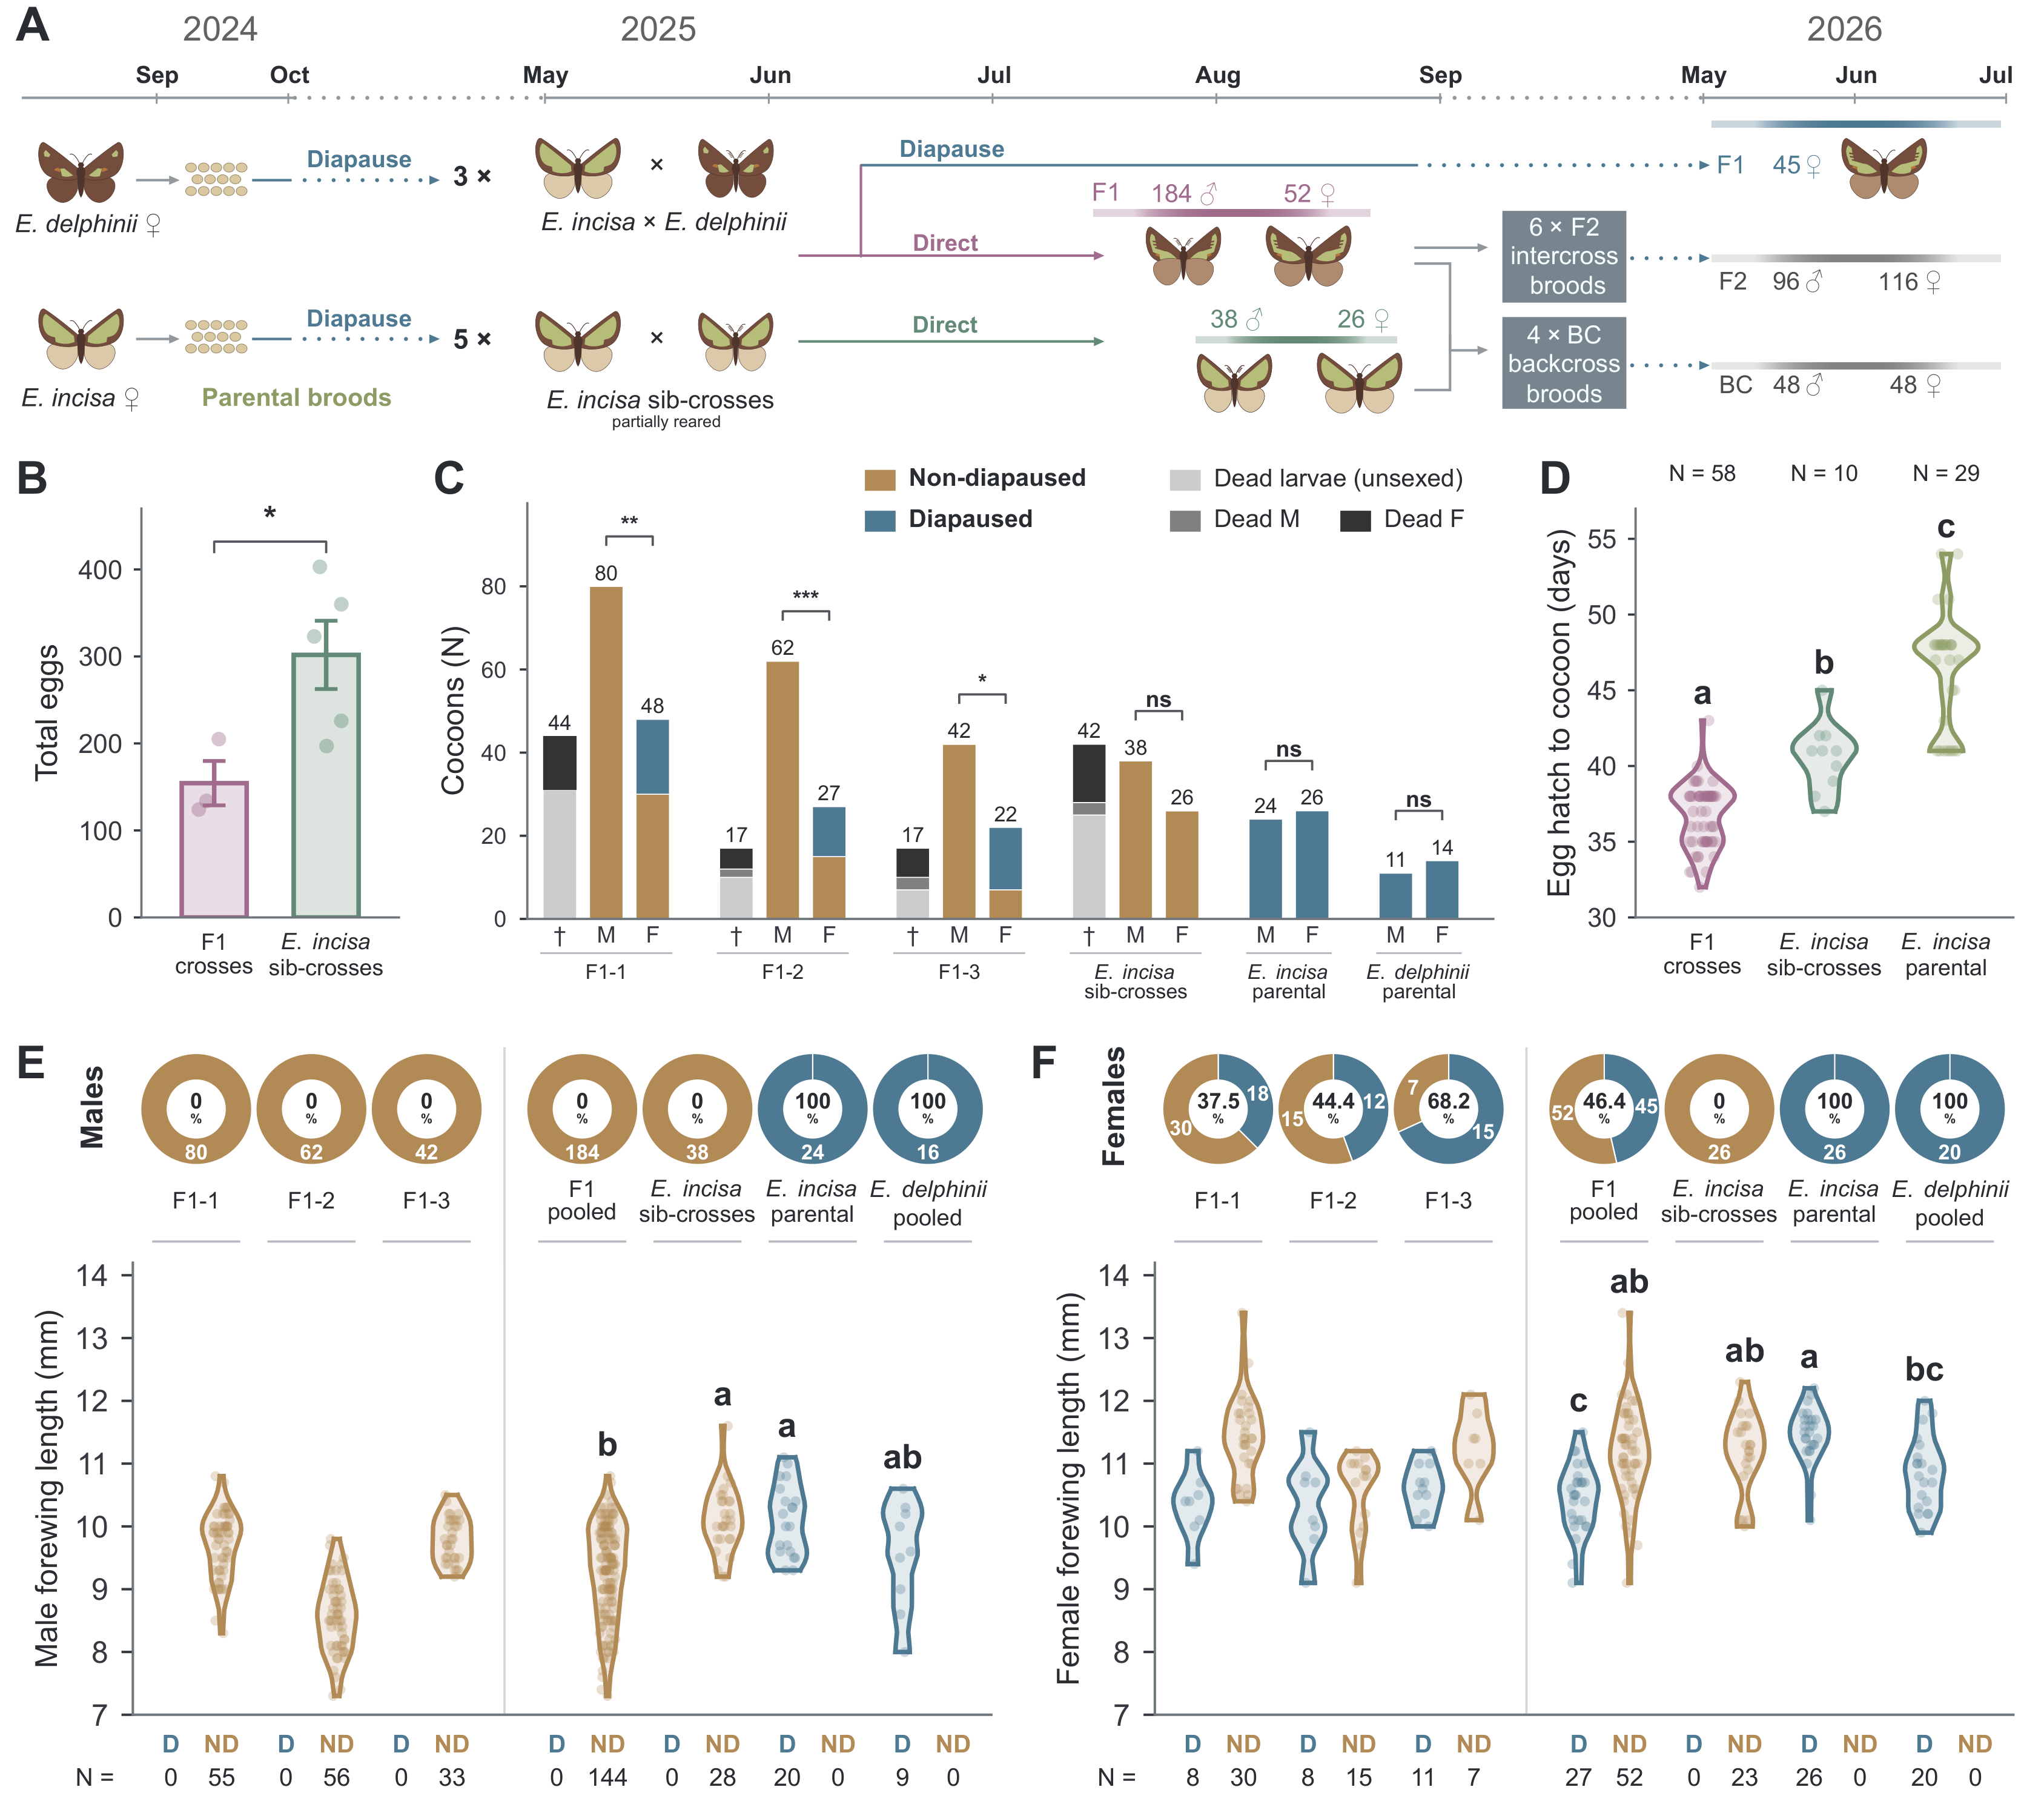 A
2024
2025
2026
Sep
Oct
May
Jun
Jul
Aug
Sep
May
Jun
Jul
Diapause
3 ×
×
E. delphinii ♀
E. incisa × E. delphinii
Diapause
F1
184 ♂
52 ♀
Direct
F1
45 ♀
6 × F2
intercross
broods
F2
96 ♂
116 ♀
Diapause
5 ×
×
Direct
38 ♂
26 ♀
4 × BC
backcross
broods
BC
48 ♂
48 ♀
E. incisa ♀
Parental broods
E. incisa sib-crosses
partially reared
B
Total eggs
400
300
200
100
0
*
F1
crosses
E. incisa
sib-crosses
C
Non-diapaused
Diapaused
Dead larvae (unsexed)
Dead M
Dead F
Cocoons (N)
80
60
40
20
0
44
80
48
**
17
62
27
***
17
42
22
*
42
38
26
ns
24
26
ns
11
14
ns
† M F
† M F
† M F
† M F
M F
M F
F1-1
F1-2
F1-3
E. incisa
sib-crosses
E. incisa
parental
E. delphinii
parental
D
N = 58
N = 10
N = 29
Egg hatch to cocoon (days)
55
50
45
40
35
30
a
b
c
F1
crosses
E. incisa
sib-crosses
E. incisa
parental
E
Males
0
%
80
0
%
62
0
%
42
0
%
184
0
%
38
100
%
24
100
%
16
F1-1
F1-2
F1-3
F1
pooled
E. incisa
sib-crosses
E. incisa
parental
E. delphinii
pooled
Male forewing length (mm)
14
13
12
11
10
9
8
7
b
a
a
ab
D ND D ND D ND D ND D ND D ND D ND
N = 0 55 0 56 0 33 0 144 0 28 20 0 9 0
F
Females
37.5
%
18
30
44.4
%
12
15
68.2
%
7
15
46.4
%
52
45
0
%
26
100
%
26
100
%
20
F1-1
F1-2
F1-3
F1
pooled
E. incisa
sib-crosses
E. incisa
parental
E. delphinii
pooled
Female forewing length (mm)
14
13
12
11
10
9
8
7
c
ab
ab
a
bc
D ND D ND D ND D ND D ND D ND D ND
N = 8 30 8 15 11 7 27 52 0 23 26 0 20 0